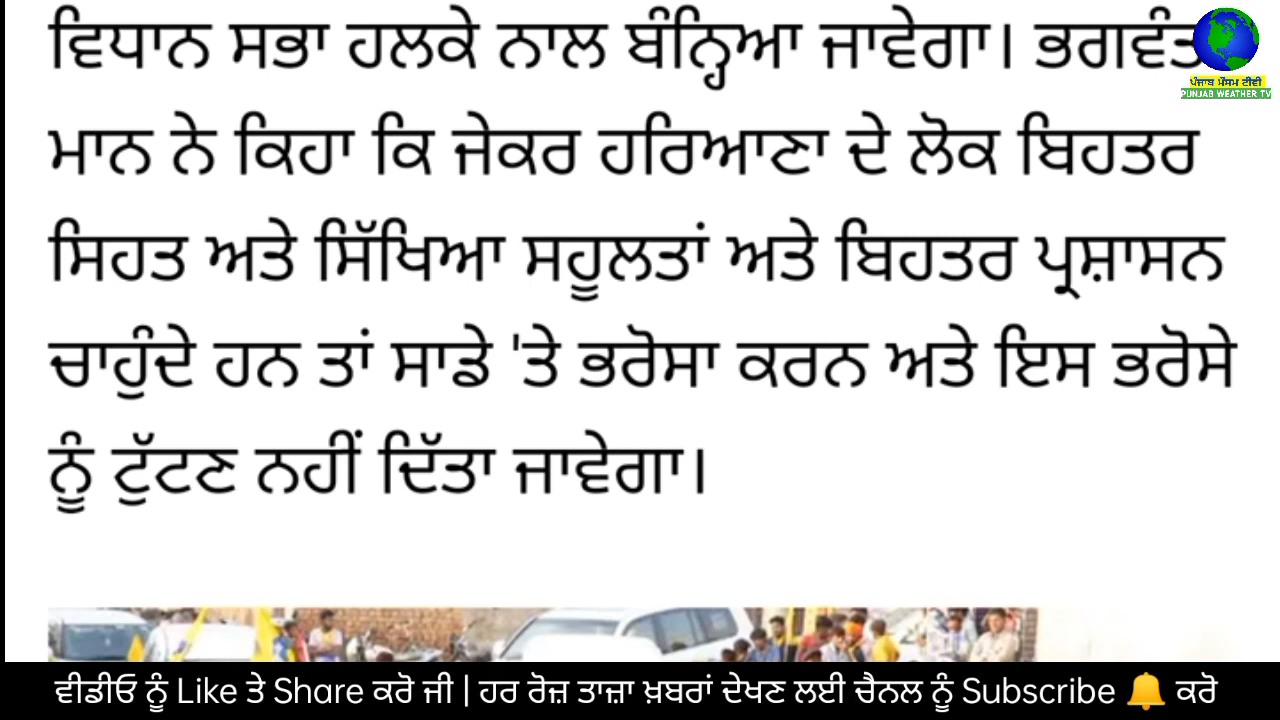 ਵਿਧਾਨ ਸਭਾ ਹਲਕੇ ਨਾਲ ਬੰਨ੍ਹਿਆ ਜਾਵੇਗਾ। ਭਗਵੰਤ
ਪੰਜਾਬ ਮੌਸਮ ਟੀਵੀ
PUNJAB WEATHER TV
ਮਾਨ ਨੇ ਕਿਹਾ ਕਿ ਜੇਕਰ ਹਰਿਆਣਾ ਦੇ ਲੋਕ ਬਿਹਤਰ
ਸਿਹਤ ਅਤੇ ਸਿੱਖਿਆ ਸਹੂਲਤਾਂ ਅਤੇ ਬਿਹਤਰ ਪ੍ਰਸ਼ਾਸਨ
ਚਾਹੁੰਦੇ ਹਨ ਤਾਂ ਸਾਡੇ 'ਤੇ ਭਰੋਸਾ ਕਰਨ ਅਤੇ ਇਸ ਭਰੋਸੇ
ਨੂੰ ਟੁੱਟਣ ਨਹੀਂ ਦਿੱਤਾ ਜਾਵੇਗਾ।
ਵੀਡੀਓ ਨੂੰ Like ਤੇ Share ਕਰੋ ਜੀ | ਹਰ ਰੋਜ਼ ਤਾਜ਼ਾ ਖ਼ਬਰਾਂ ਦੇਖਣ ਲਈ ਚੈਨਲ ਨੂੰ Subscribe 🔔 ਕਰੋ